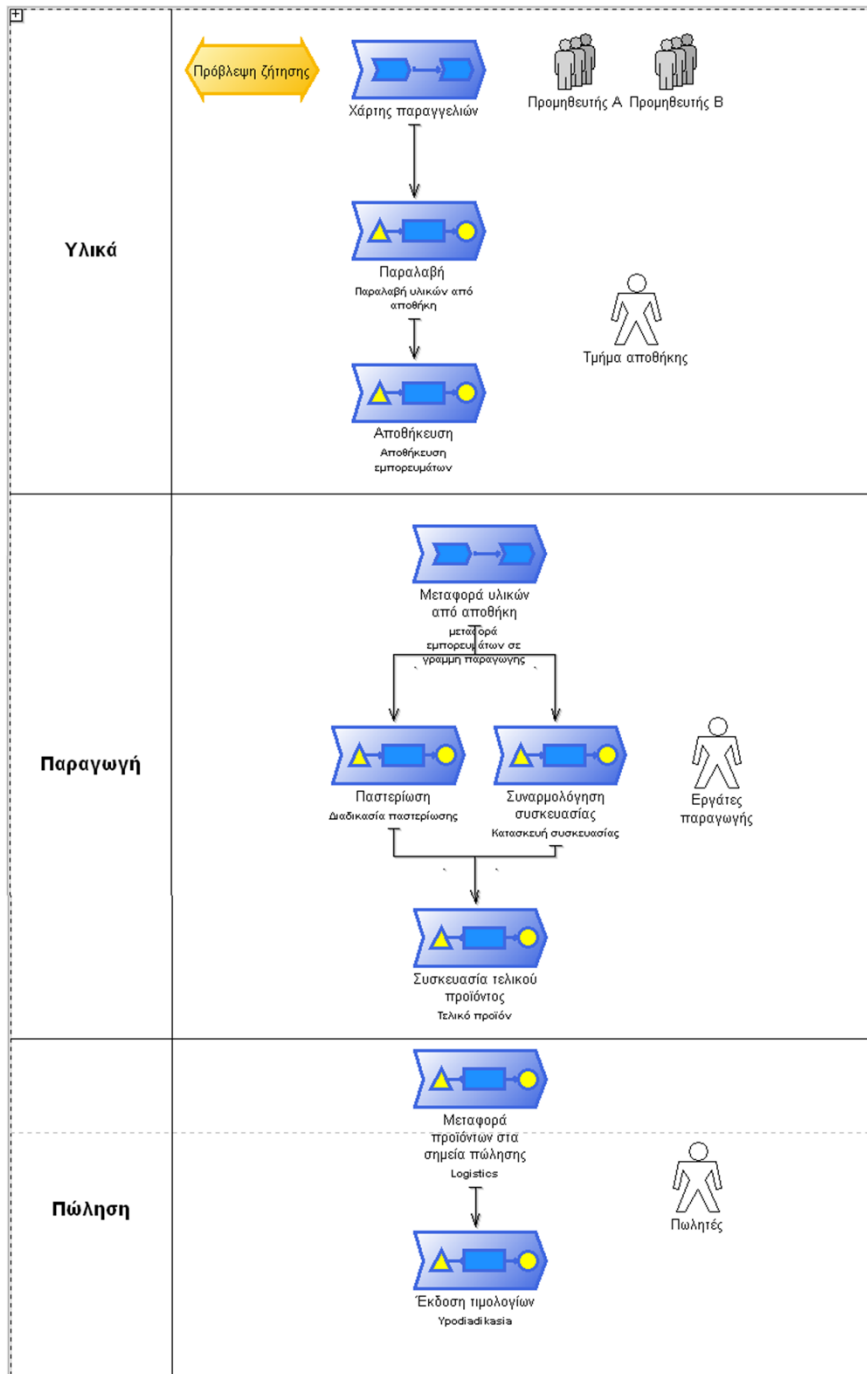 Πρόβλεψη ζήτησης
Χάρτης παραγγελιών
Προμηθευτής Α
Προμηθευτής Β
Υλικά
Παραλαβή
Παραλαβή υλικών από
αποθήκη
Τμήμα αποθήκης
Αποθήκευση
Αποθήκευση
εμπορευμάτων
Μεταφορά υλικών
από αποθήκη
μεταφορά
εμπορευμάτων σε
γραμμη παραγωγης
Παραγωγή
Παστερίωση
Διαδικασία παστερίωσης
Συναρμολόγηση
συσκευασίας
Κατασκευή συσκευασίας
Εργάτες
παραγωγής
Συσκευασία τελικού
προϊόντος
Τελικό προϊόν
Μεταφορά
προϊόντων στα
σημεία πώλησης
Logistics
Πώληση
Πωλητές
Έκδοση τιμολογίων
Ypodiadikasia